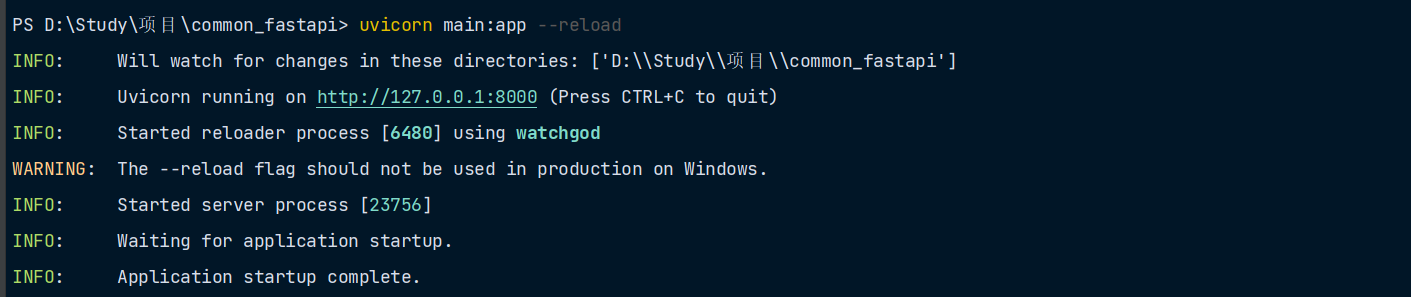 PS D:\Study\项目\common_fastapi> uvicorn main:app --reload
INFO:     Will watch for changes in these directories: ['D:\\Study\\项目\\common_fastapi']
INFO:     Uvicorn running on http://127.0.0.1:8000 (Press CTRL+C to quit)
INFO:     Started reloader process [6480] using watchgod
WARNING:  The --reload flag should not be used in production on Windows.
INFO:     Started server process [23756]
INFO:     Waiting for application startup.
INFO:     Application startup complete.